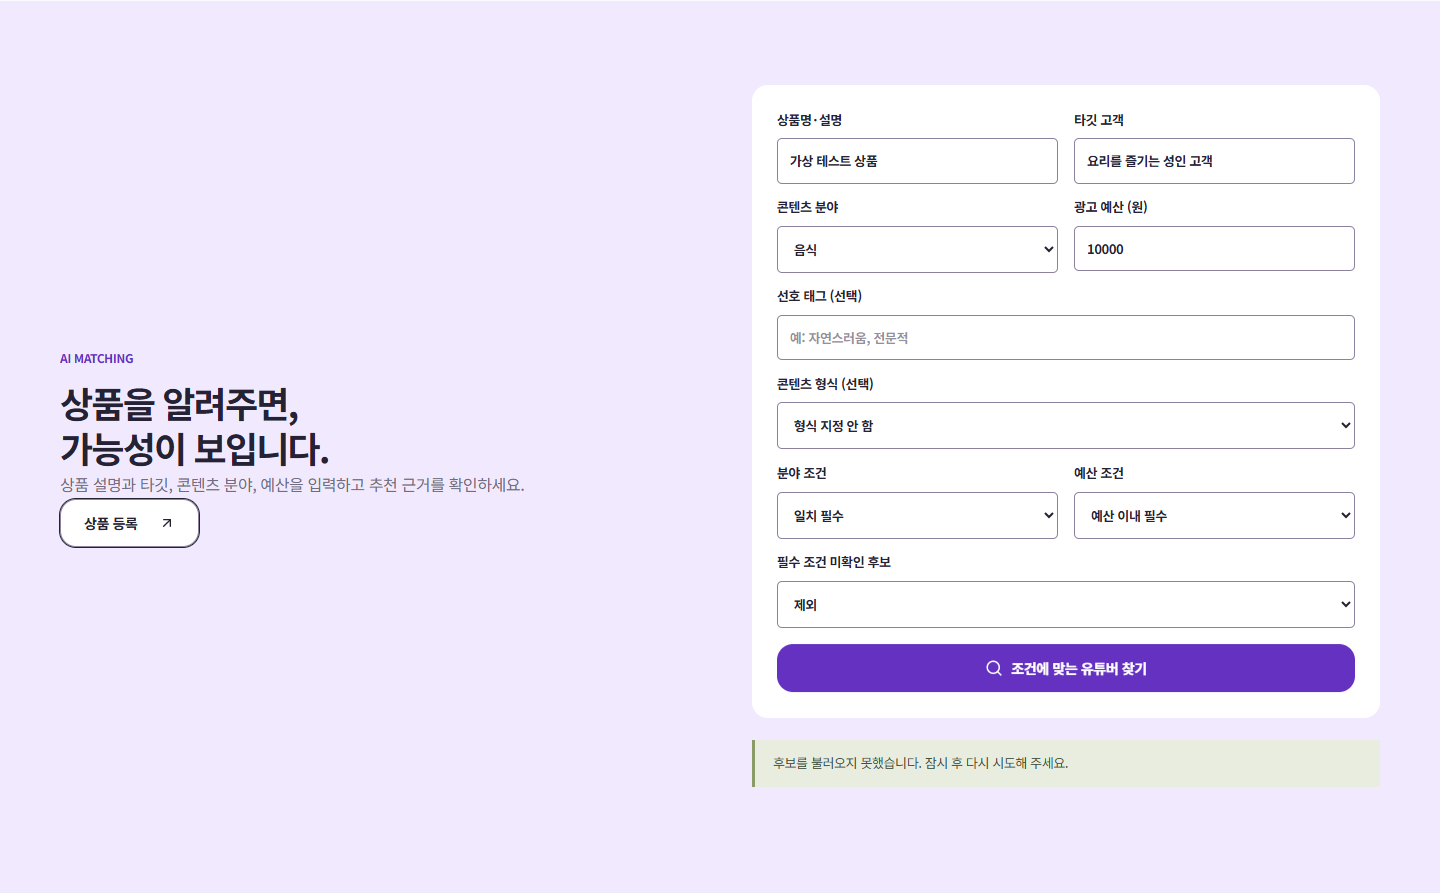 AI MATCHING
상품을 알려주면,
가능성이 보입니다.
상품 설명과 타깃, 콘텐츠 분야, 예산을 입력하고 추천 근거를 확인하세요.
상품 등록
상품명·설명
가상 테스트 상품
타깃 고객
요리를 즐기는 성인 고객
콘텐츠 분야
음식
광고 예산 (원)
10000
선호 태그 (선택)
예: 자연스러움, 전문적
콘텐츠 형식 (선택)
형식 지정 안 함
분야 조건
일치 필수
예산 조건
예산 이내 필수
필수 조건 미확인 후보
제외
조건에 맞는 유튜버 찾기
후보를 불러오지 못했습니다. 잠시 후 다시 시도해 주세요.